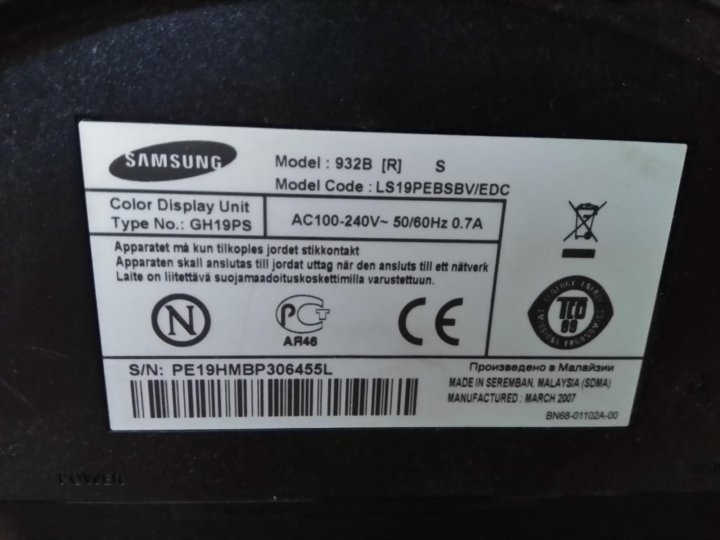 SAMSUNG
Model : 932B [R] S
Model Code : LS19PEBSBV/EDC
Color Display Unit
Type No.: GH19PS
AC100-240V~ 50/60Hz 0.7A
Apparatet må kun tilkoples jordet stikkontakt
Apparaten skall anslutas till jordat uttag när den ansluts till ett nätverk
Laite on liitettävä suojamaadoituskoskettimilla varustettuun.
N
РСТ
АЯ46
CE
TCO
99
S/N: PE19HMBP306455L
Произведено в Малайзии
MADE IN SEREMBAN, MALAYSIA (SDMA)
MANUFACTURED : MARCH 2007
BN68-01102A-00
POWER